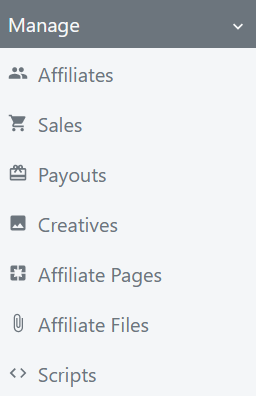 Manage
Affiliates
Sales
Payouts
Creatives
Affiliate Pages
Affiliate Files
Scripts